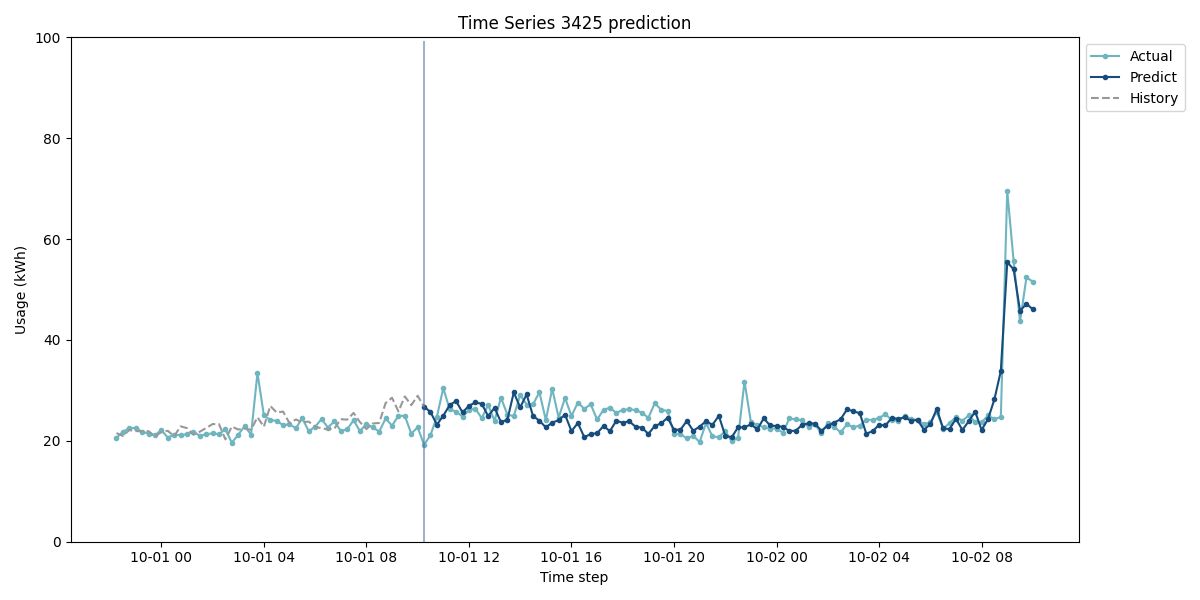 Time Series 3425 prediction
100
80
60
40
20
0
Usage (kWh)
10-01 00
10-01 04
10-01 08
10-01 12
10-01 16
10-01 20
10-02 00
10-02 04
10-02 08
Time step
Actual
Predict
History